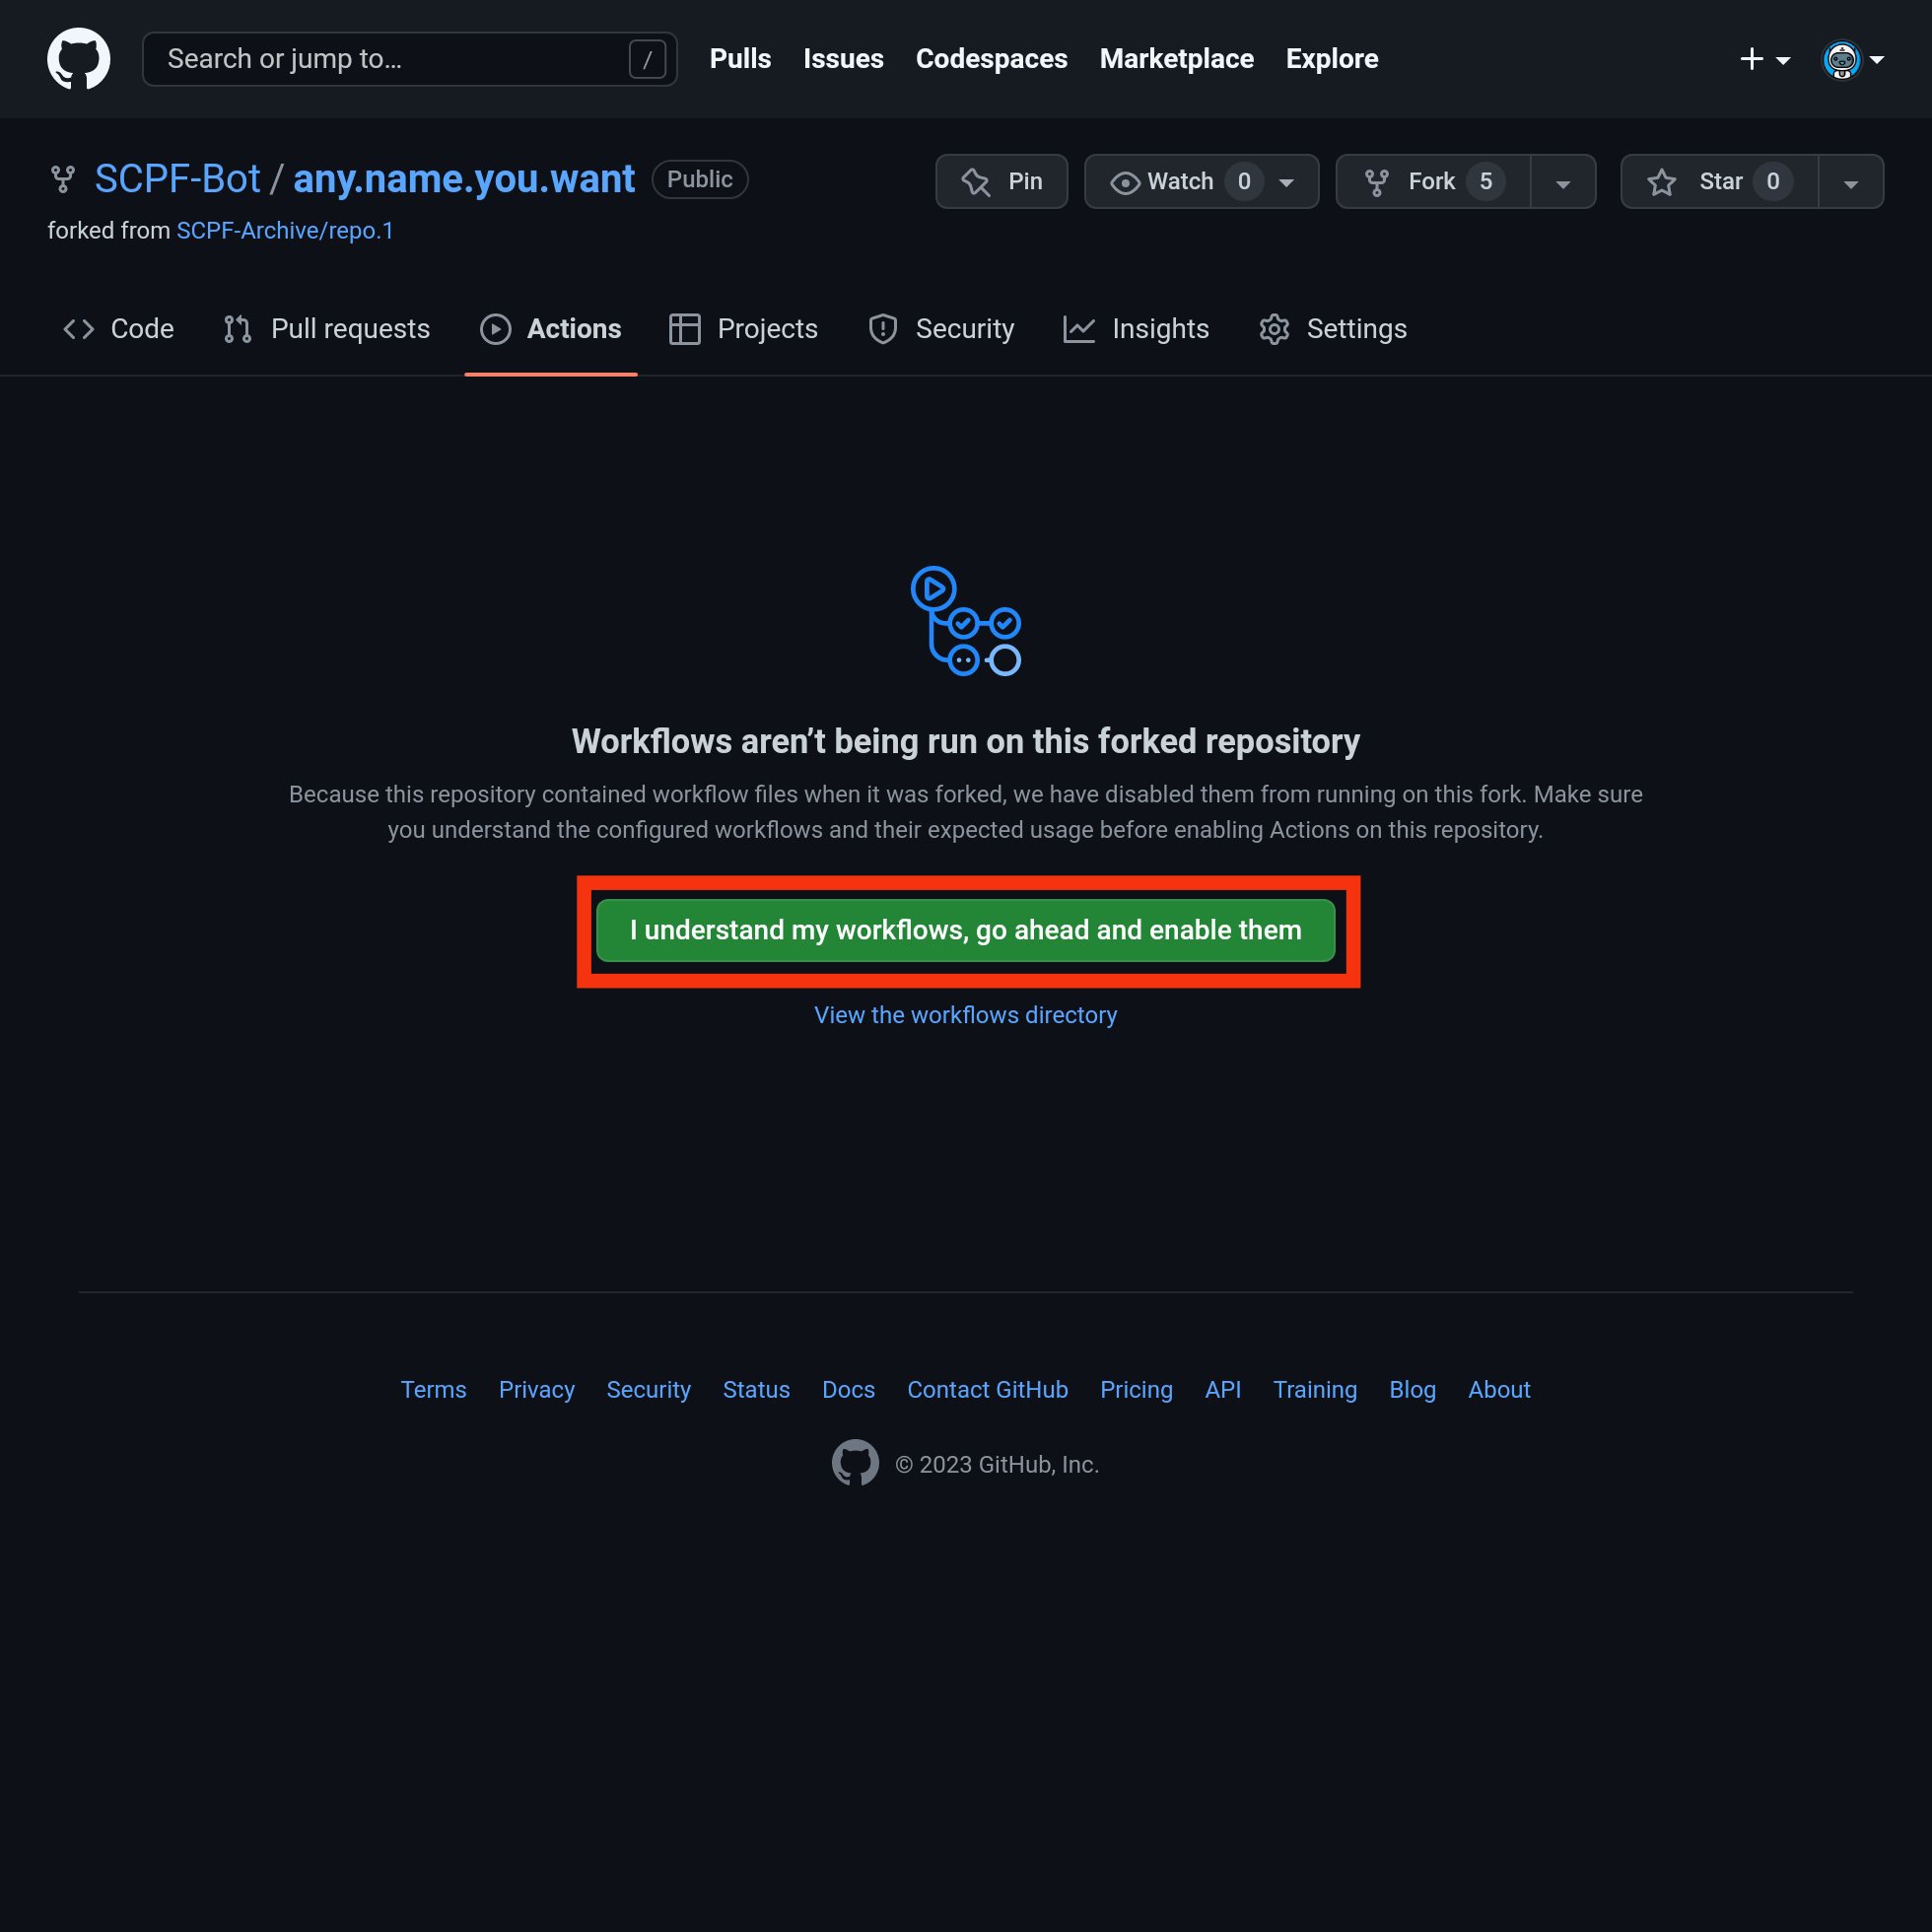 Search or jump to... / Pulls Issues Codespaces Marketplace Explore
SCPF-Bot / any.name.you.want Public Pin Watch 0 Fork 5 Star 0
forked from SCPF-Archive/repo.1
Code Pull requests Actions Projects Security Insights Settings
Workflows aren’t being run on this forked repository
Because this repository contained workflow files when it was forked, we have disabled them from running on this fork. Make sure
you understand the configured workflows and their expected usage before enabling Actions on this repository.
I understand my workflows, go ahead and enable them
View the workflows directory
Terms Privacy Security Status Docs Contact GitHub Pricing API Training Blog About
© 2023 GitHub, Inc.